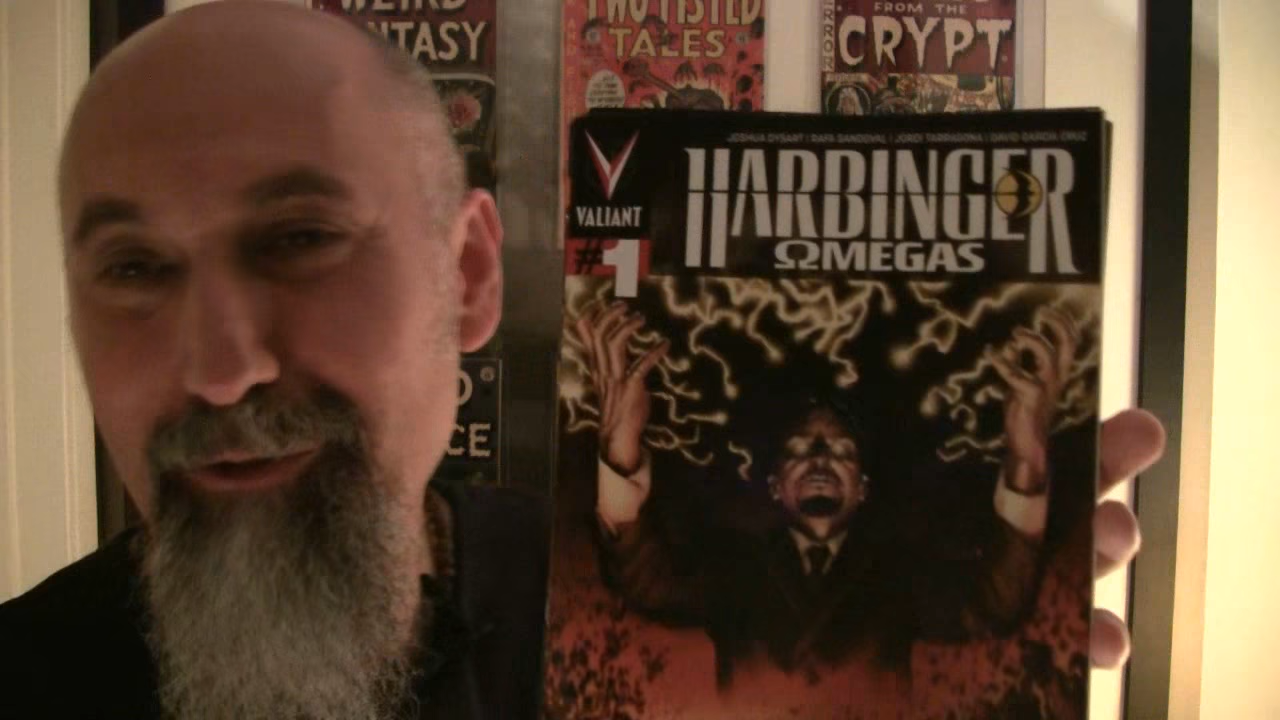 WEIRD
FANTASY
TWO FISTED
TALES
FROM THE
CRYPT
JOSHUA DYSART | RAFA SANDOVAL | JORDI TARRAGONA | DAVID GARCIA CRUZ
HARBINGER
ΩMEGAS
VALIANT
#1
CE